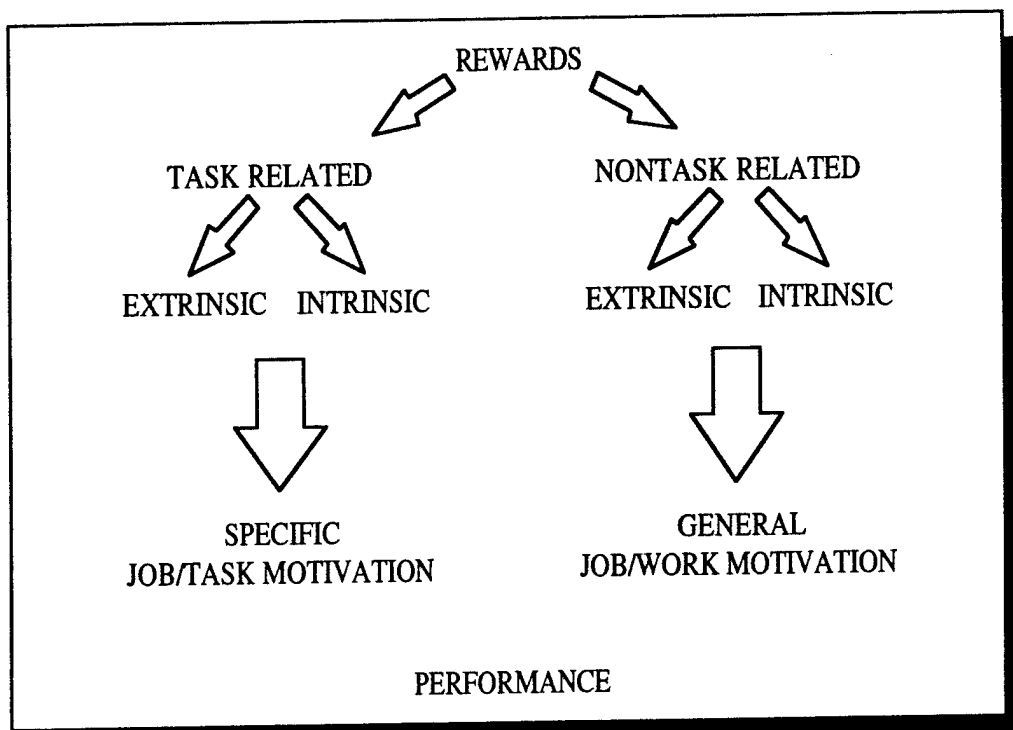 REWARDS
TASK RELATED NONTASK RELATED
EXTRINSIC INTRINSIC EXTRINSIC INTRINSIC
SPECIFIC
JOB/TASK MOTIVATION
GENERAL
JOB/WORK MOTIVATION
PERFORMANCE